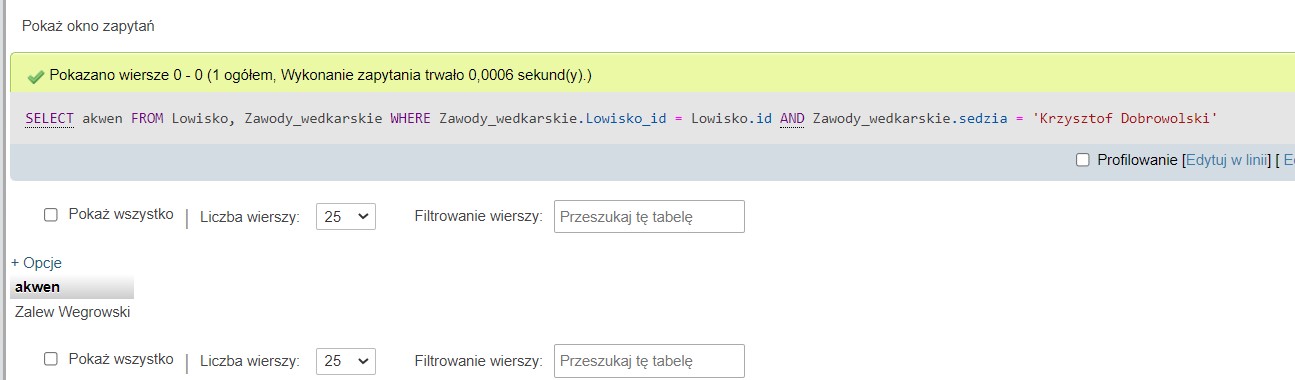 Pokaż okno zapytań
Pokazano wiersze 0 - 0 (1 ogółem, Wykonanie zapytania trwało 0,0006 sekund(y).)
SELECT akwen FROM Lowisko, Zawody_wedkarskie WHERE Zawody_wedkarskie.Lowisko_id = Lowisko.id AND Zawody_wedkarskie.sedzia = 'Krzysztof Dobrowolski'
Profilowanie [Edytuj w linii] [ E
Pokaż wszystko | Liczba wierszy: 25 Filtrowanie wierszy: Przeszukaj tę tabelę
+ Opcje
akwen
Zalew Wegrowski
Pokaż wszystko | Liczba wierszy: 25 Filtrowanie wierszy: Przeszukaj tę tabelę